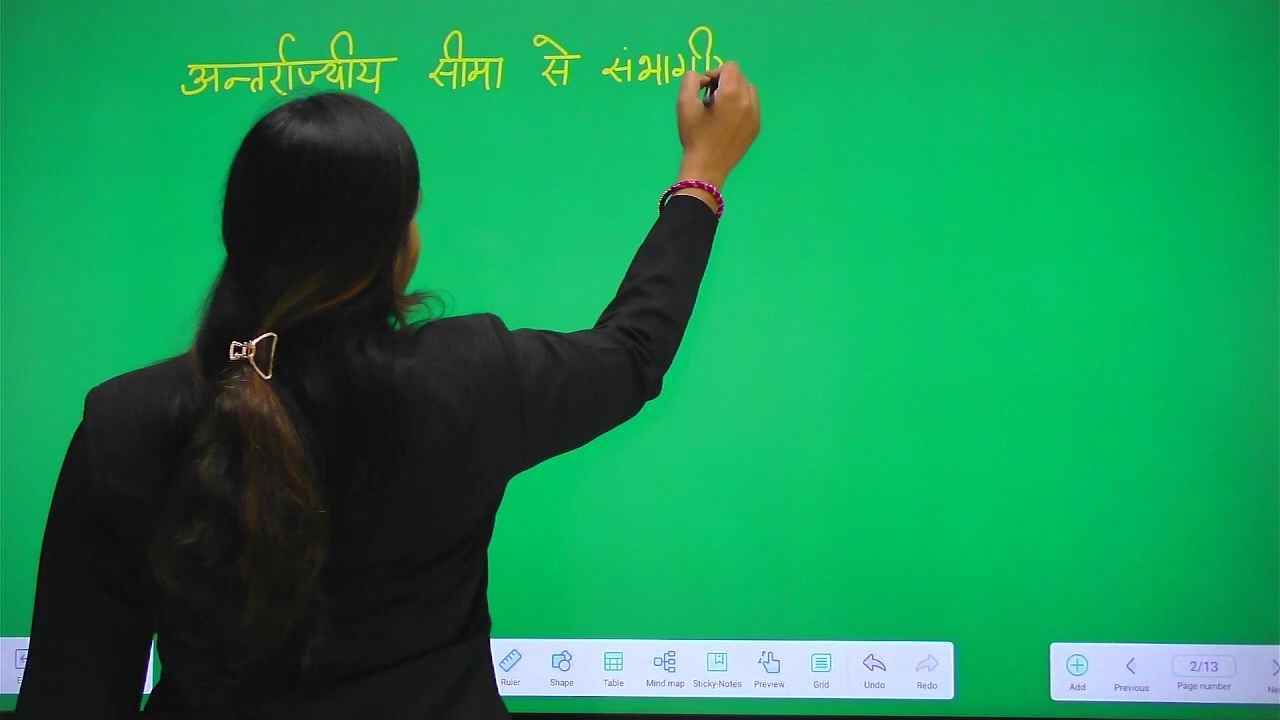 अन्तर्राज्यीय सीमा से संभागीय
Ruler
Shape
Table
Mind map
Sticky-Notes
Preview
Grid
Undo
Redo
Add
Previous
2/13
Page number